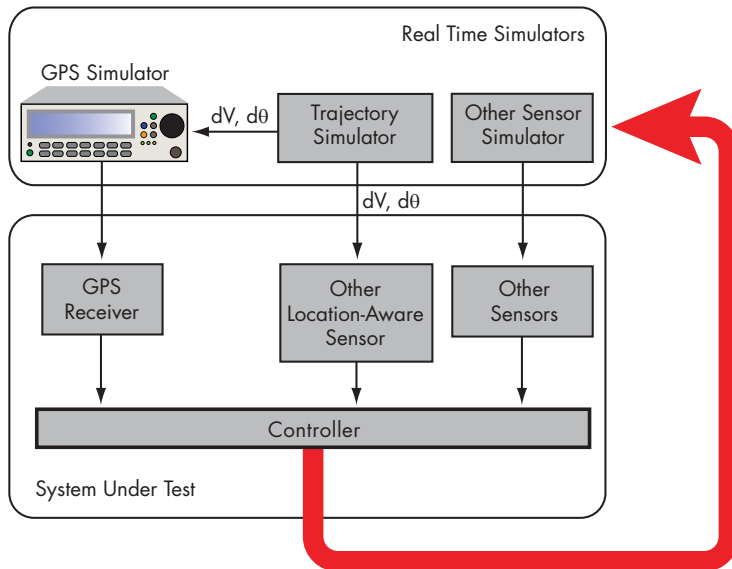 Real Time Simulators
GPS Simulator
dV, dθ
Trajectory
Simulator
Other Sensor
Simulator
dV, dθ
GPS
Receiver
Other
Location-Aware
Sensor
Other
Sensors
Controller
System Under Test